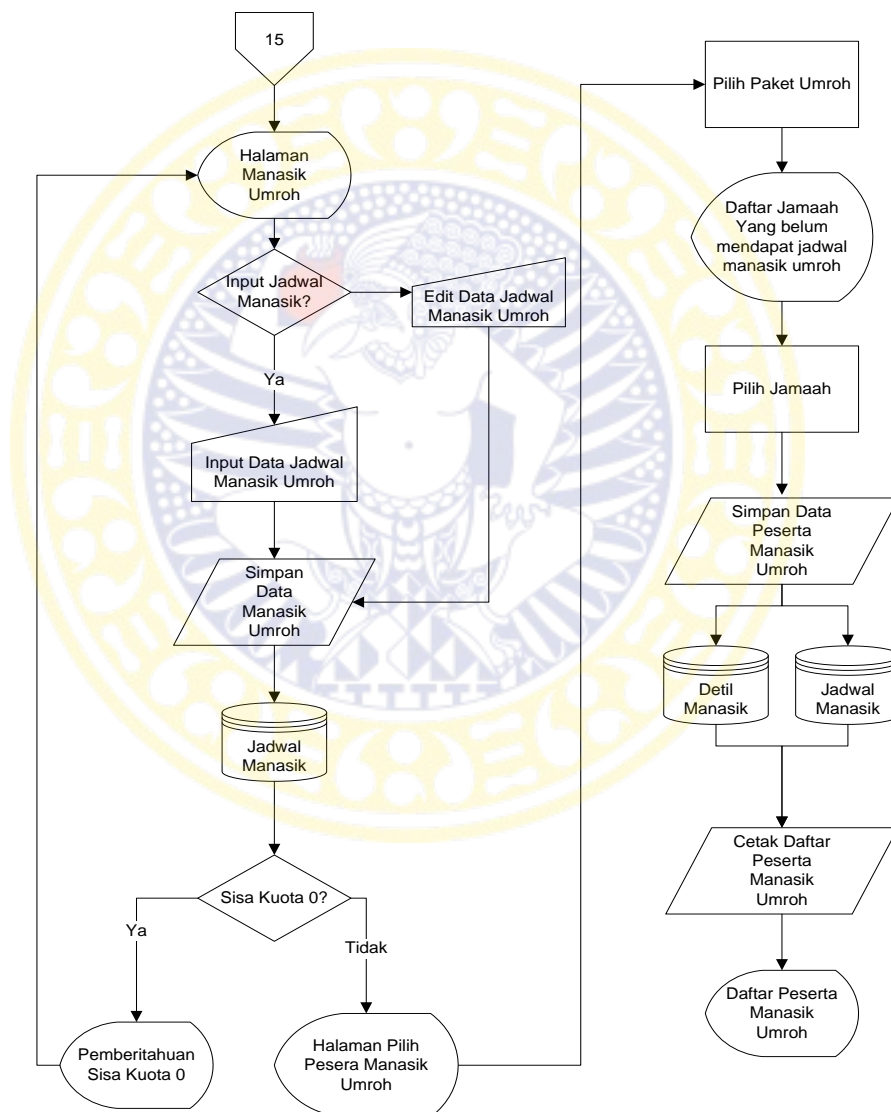 15
Halaman
Manasik
Umroh
Input Jadwal
Manasik?
Edit Data Jadwal
Manasik Umroh
Ya
Input Data Jadwal
Manasik Umroh
Simpan
Data
Manasik
Umroh
Jadwal
Manasik
Sisa Kuota 0?
Ya
Tidak
Pemberitahuan
Sisa Kuota 0
Halaman Pilih
Pesera Manasik
Umroh
Pilih Paket Umroh
Daftar Jamaah
Yang belum
mendapat jadwal
manasik umroh
Pilih Jamaah
Simpan Data
Peserta
Manasik
Umroh
Detil
Manasik
Jadwal
Manasik
Cetak Daftar
Peserta
Manasik
Umroh
Daftar Peserta
Manasik
Umroh